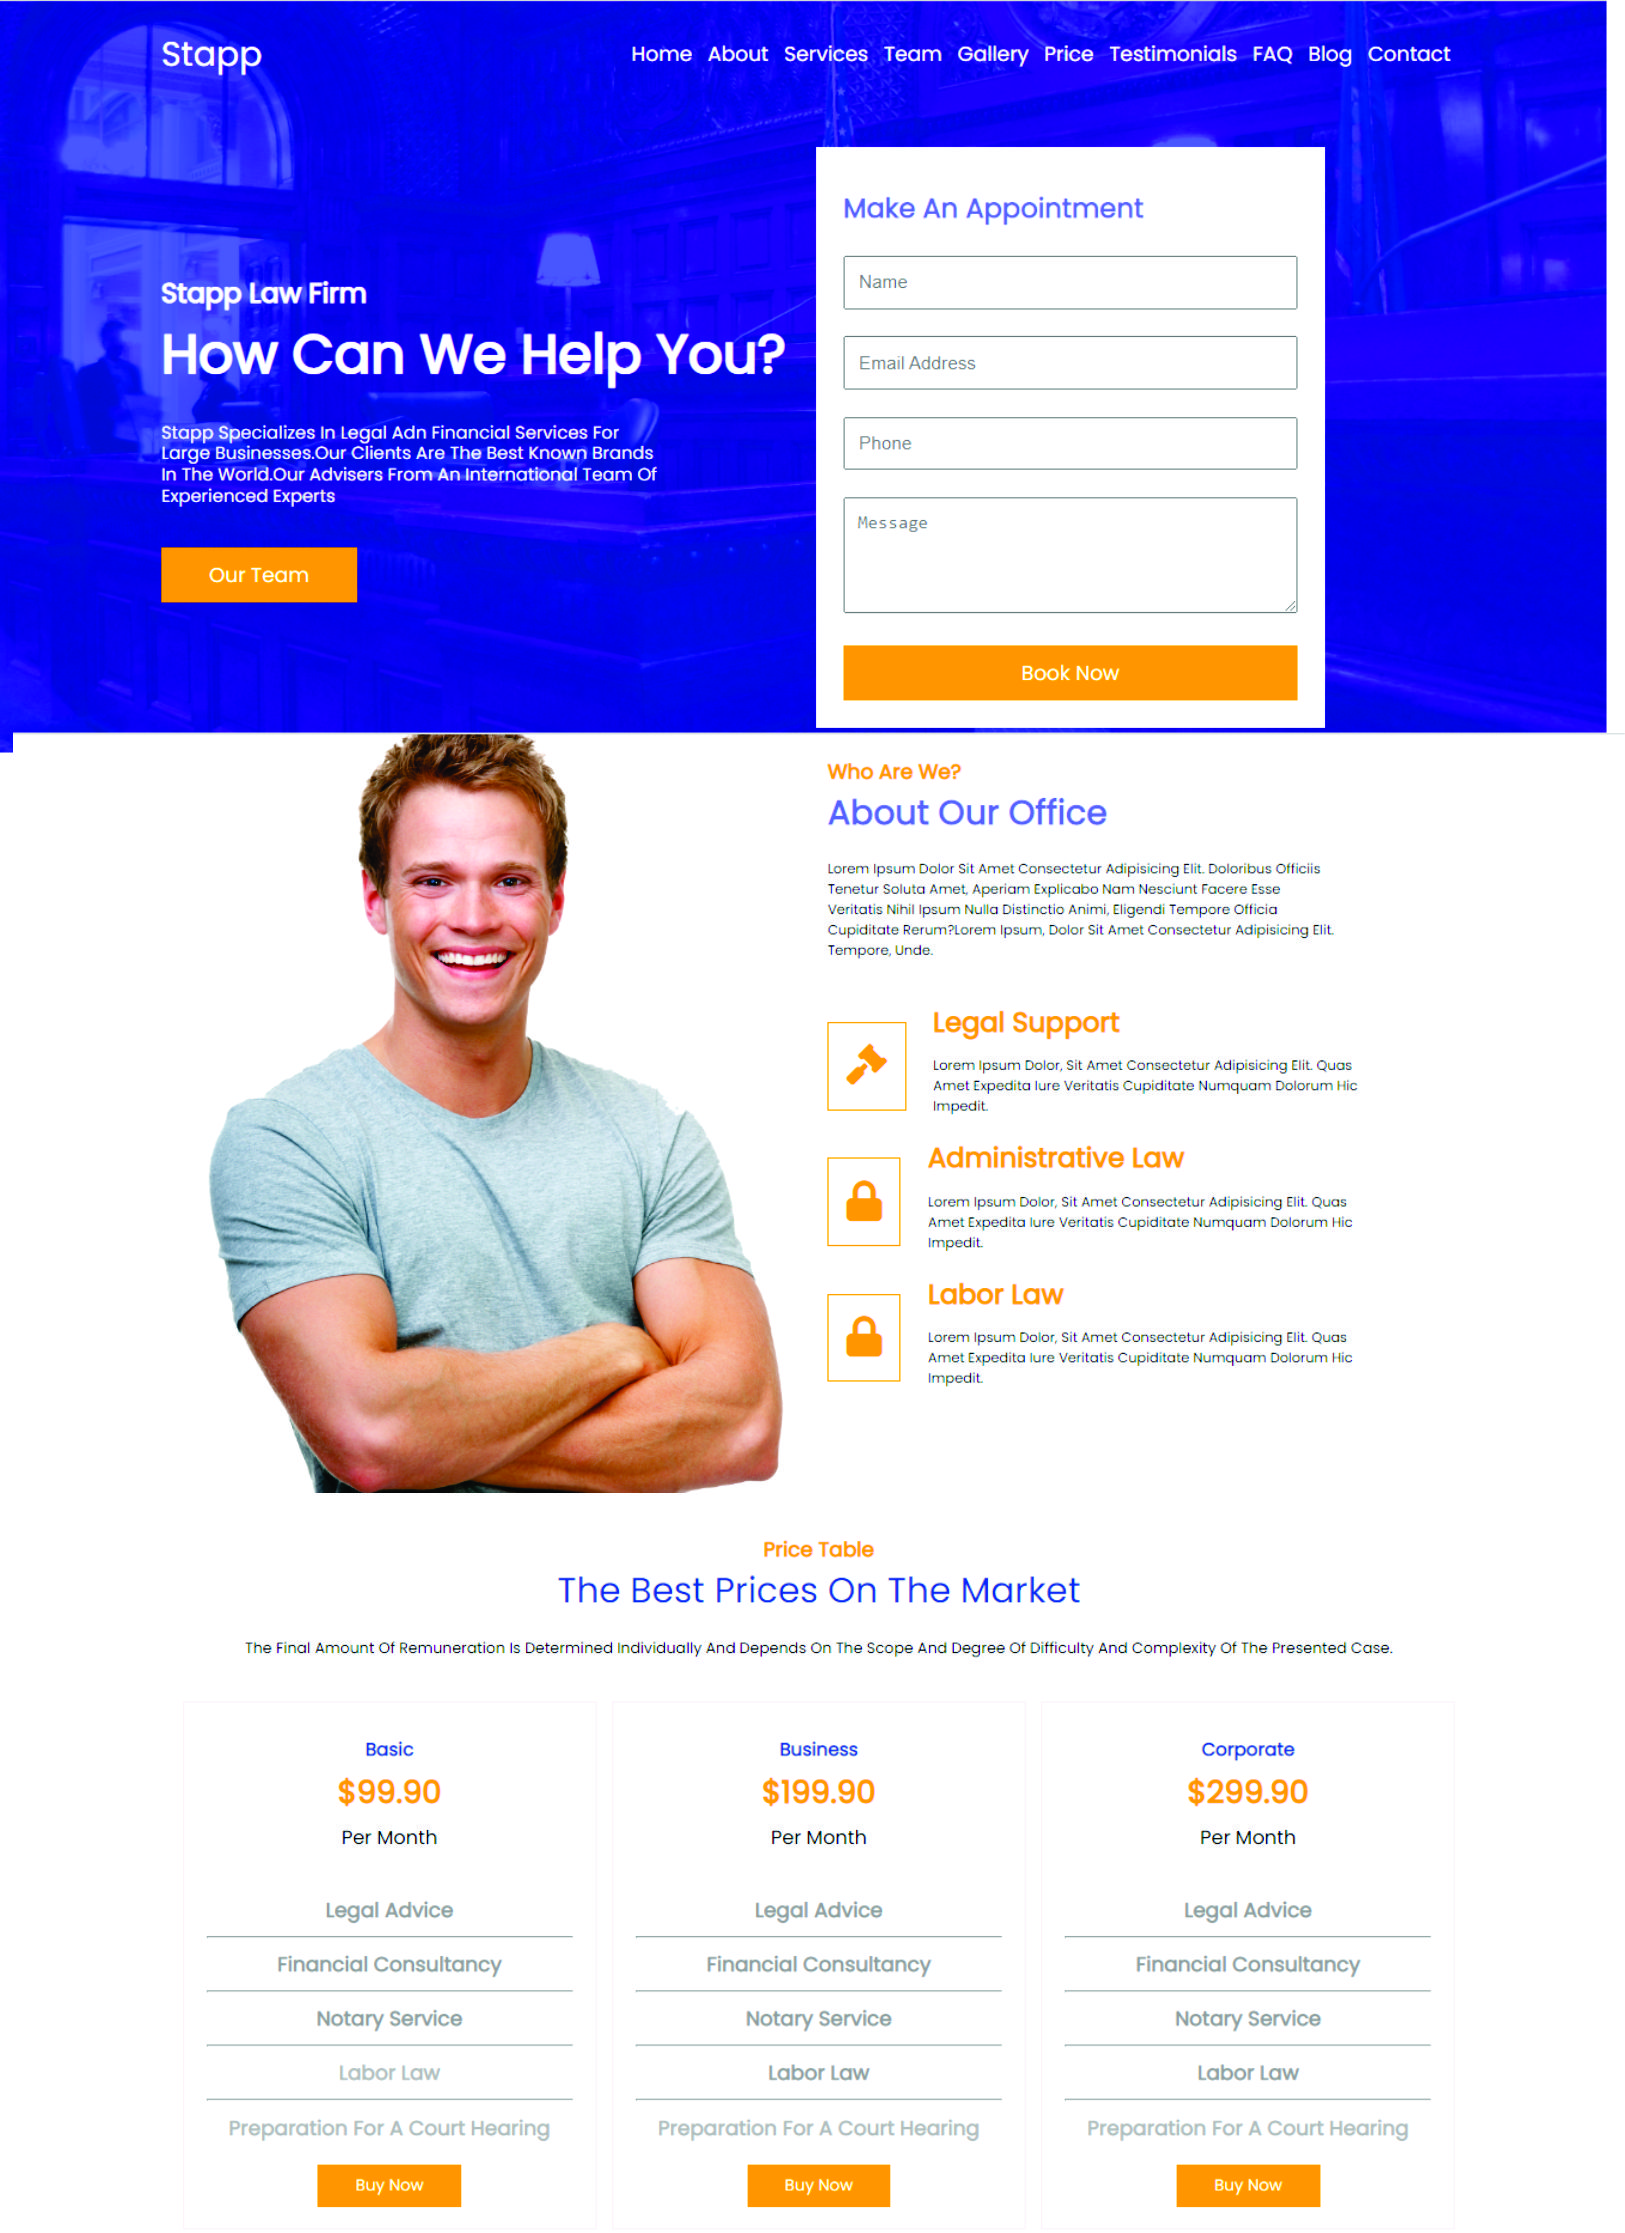 Stapp
Home About Services Team Gallery Price Testimonials FAQ Blog Contact
Stapp Law Firm
How Can We Help You?
Stapp Specializes In Legal Adn Financial Services For
Large Businesses.Our Clients Are The Best Known Brands
In The World.Our Advisers From An International Team Of
Experienced Experts
Our Team
Make An Appointment
Name
Email Address
Phone
Message
Book Now
Who Are We?
About Our Office
Lorem Ipsum Dolor Sit Amet Consectetur Adipisicing Elit. Doloribus Officiis
Tenetur Soluta Amet, Aperiam Explicabo Nam Nesciunt Facere Esse
Veritatis Nihil Ipsum Nulla Distinctio Animi, Eligendi Tempore Officia
Cupiditate Rerum?Lorem Ipsum, Dolor Sit Amet Consectetur Adipisicing Elit.
Tempore, Unde.
Legal Support
Lorem Ipsum Dolor, Sit Amet Consectetur Adipisicing Elit. Quas
Amet Expedita Iure Veritatis Cupiditate Numquam Dolorum Hic
Impedit.
Administrative Law
Lorem Ipsum Dolor, Sit Amet Consectetur Adipisicing Elit. Quas
Amet Expedita Iure Veritatis Cupiditate Numquam Dolorum Hic
Impedit.
Labor Law
Lorem Ipsum Dolor, Sit Amet Consectetur Adipisicing Elit. Quas
Amet Expedita Iure Veritatis Cupiditate Numquam Dolorum Hic
Impedit.
Price Table
The Best Prices On The Market
The Final Amount Of Remuneration Is Determined Individually And Depends On The Scope And Degree Of Difficulty And Complexity Of The Presented Case.
Basic
$99.90
Per Month
Legal Advice
Financial Consultancy
Notary Service
Labor Law
Preparation For A Court Hearing
Buy Now
Business
$199.90
Per Month
Legal Advice
Financial Consultancy
Notary Service
Labor Law
Preparation For A Court Hearing
Buy Now
Corporate
$299.90
Per Month
Legal Advice
Financial Consultancy
Notary Service
Labor Law
Preparation For A Court Hearing
Buy Now